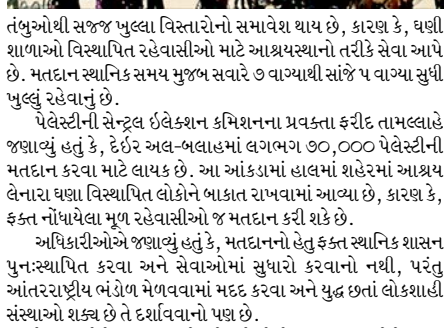 તંબુઓથી સજ્જ ખુલ્લા વિસ્તારોનો સમાવેશ થાય છે, કારણ કે, ઘણી
શાળાઓ વિસ્થાપિત રહેવાસીઓ માટે આશ્રયસ્થાનો તરીકે સેવા આપે
છે. મતદાન સ્થાનિક સમય મુજબ સવારે ૭ વાગ્યાથી સાંજે ૫ વાગ્યા સુધી
ખુલ્લું રહેવાનું છે.
પેલેસ્ટીની સેન્ટ્રલ ઇલેક્શન કમિશનના પ્રવક્તા ફરીદ તામલ્લાહે
જણાવ્યું હતું કે, દેઇર અલ-બલાહમાં લગભગ ૭૦,૦૦૦ પેલેસ્ટીની
મતદાન કરવા માટે લાયક છે. આ આંકડામાં હાલમાં શહેરમાં આશ્રય
લેનારા ઘણા વિસ્થાપિત લોકોને બાકાત રાખવામાં આવ્યા છે, કારણ કે,
ફક્ત નોંધાયેલા મૂળ રહેવાસીઓ જ મતદાન કરી શકે છે.
અધિકારીઓએ જણાવ્યું હતું કે, મતદાનનો હેતુ ફક્ત સ્થાનિક શાસન
પુનઃસ્થાપિત કરવા અને સેવાઓમાં સુધારો કરવાનો નથી, પરંતુ
આંતરરાષ્ટ્રીય ભંડોળ મેળવવામાં મદદ કરવા અને યુદ્ધ છતાં લોકશાહી
સંસ્થાઓ શક્ય છે તે દર્શાવવાનો પણ છે.